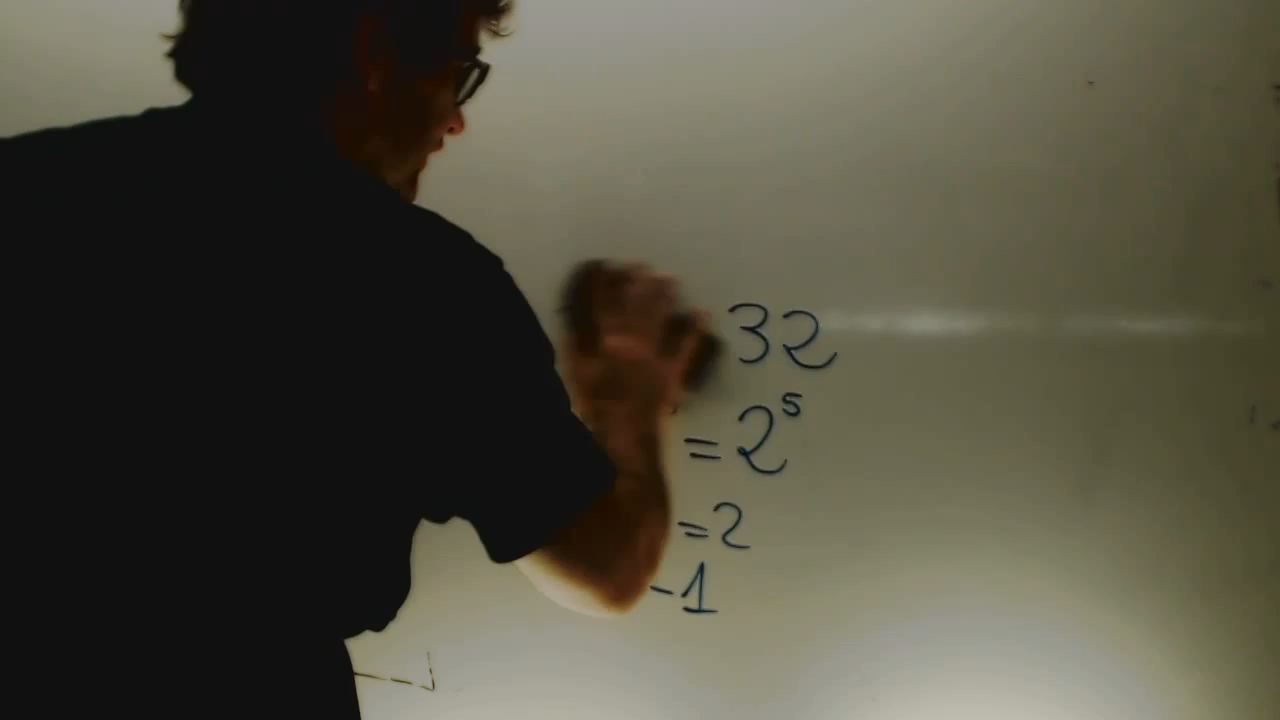 32
= 2⁵
= 2
-1